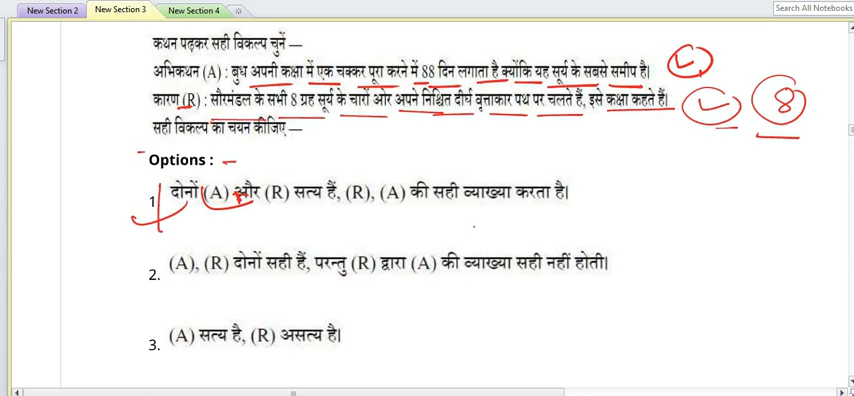 New Section 2 New Section 3 New Section 4 Search All Notebooks
कथन पढ़कर सही विकल्प चुनें —
अभिकथन (A) : बुध अपनी कक्षा में एक चक्कर पूरा करने में 88 दिन लगाता है क्योंकि यह सूर्य के सबसे समीप है।
कारण (R) : सौरमंडल के सभी 8 ग्रह सूर्य के चारों ओर अपने निश्चित दीर्घ वृत्ताकार पथ पर चलते हैं, इसे कक्षा कहते हैं। 8
सही विकल्प का चयन कीजिए —
Options :
1. दोनों (A) और (R) सत्य हैं, (R), (A) की सही व्याख्या करता है।
2. (A), (R) दोनों सही हैं, परन्तु (R) द्वारा (A) की व्याख्या सही नहीं होती।
3. (A) सत्य है, (R) असत्य है।